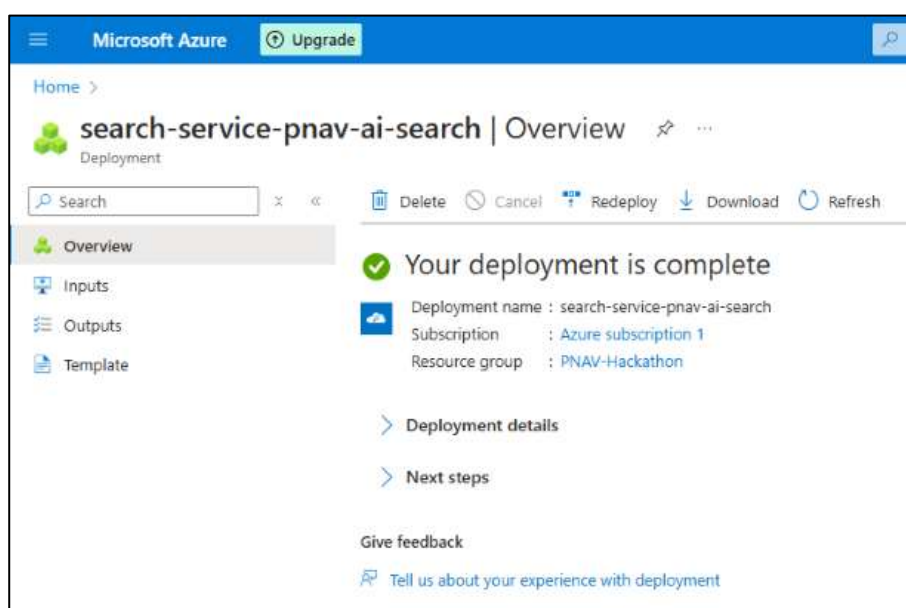 Microsoft Azure Upgrade
Home >
search-service-pnav-ai-search | Overview ...
Deployment
Search
Delete Cancel Redeploy Download Refresh
Overview
Inputs
Outputs
Template
Your deployment is complete
Deployment name : search-service-pnav-ai-search
Subscription : Azure subscription 1
Resource group : PNAV-Hackathon
Deployment details
Next steps
Give feedback
Tell us about your experience with deployment